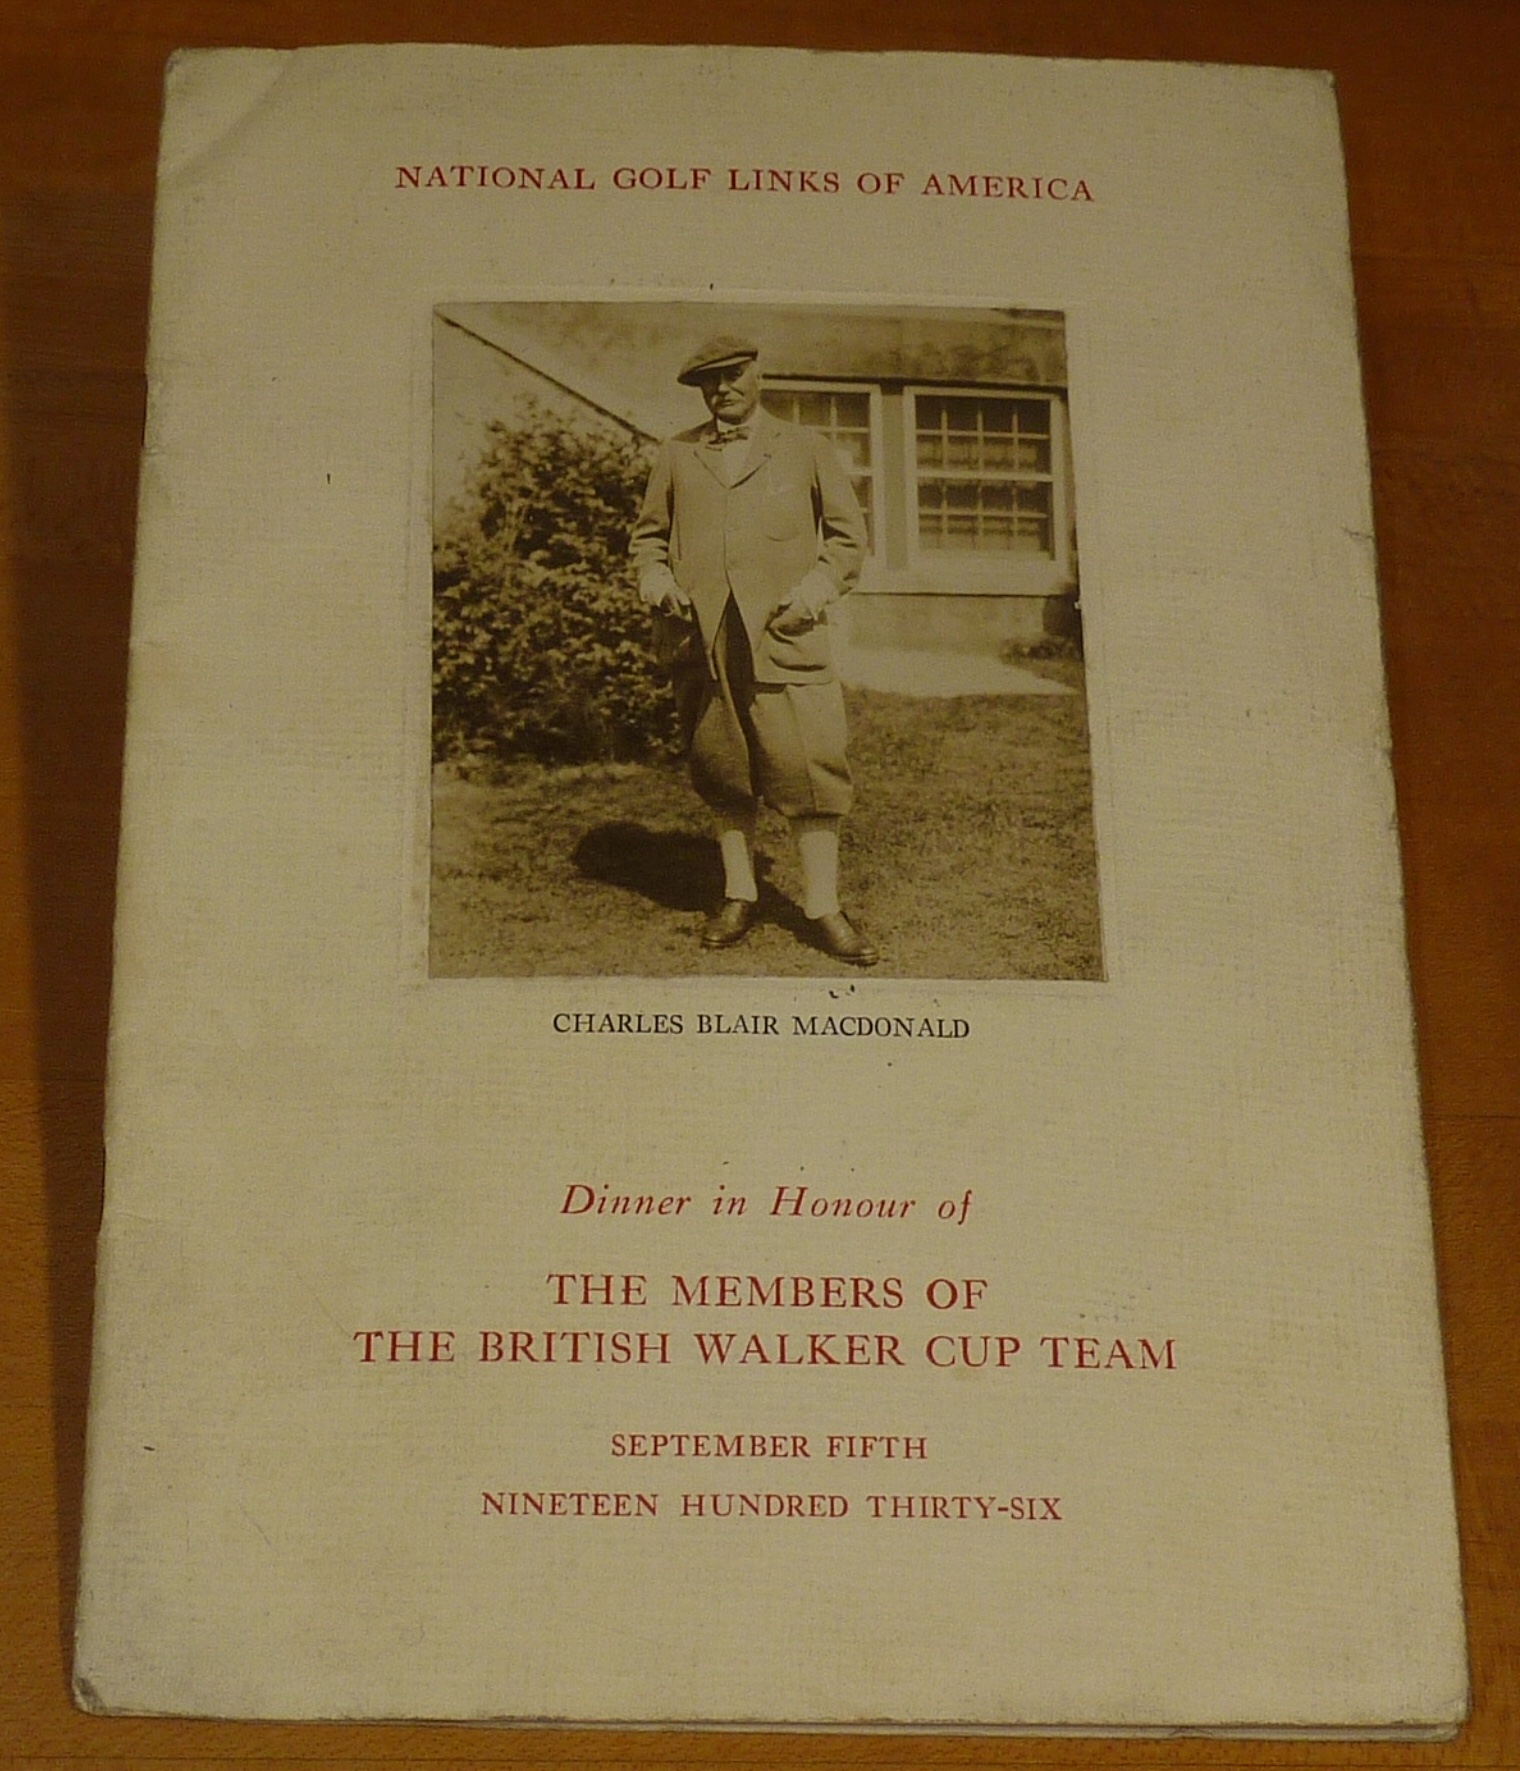 NATIONAL GOLF LINKS OF AMERICA
CHARLES BLAIR MACDONALD
Dinner in Honour of
THE MEMBERS OF
THE BRITISH WALKER CUP TEAM
SEPTEMBER FIFTH
NINETEEN HUNDRED THIRTY-SIX